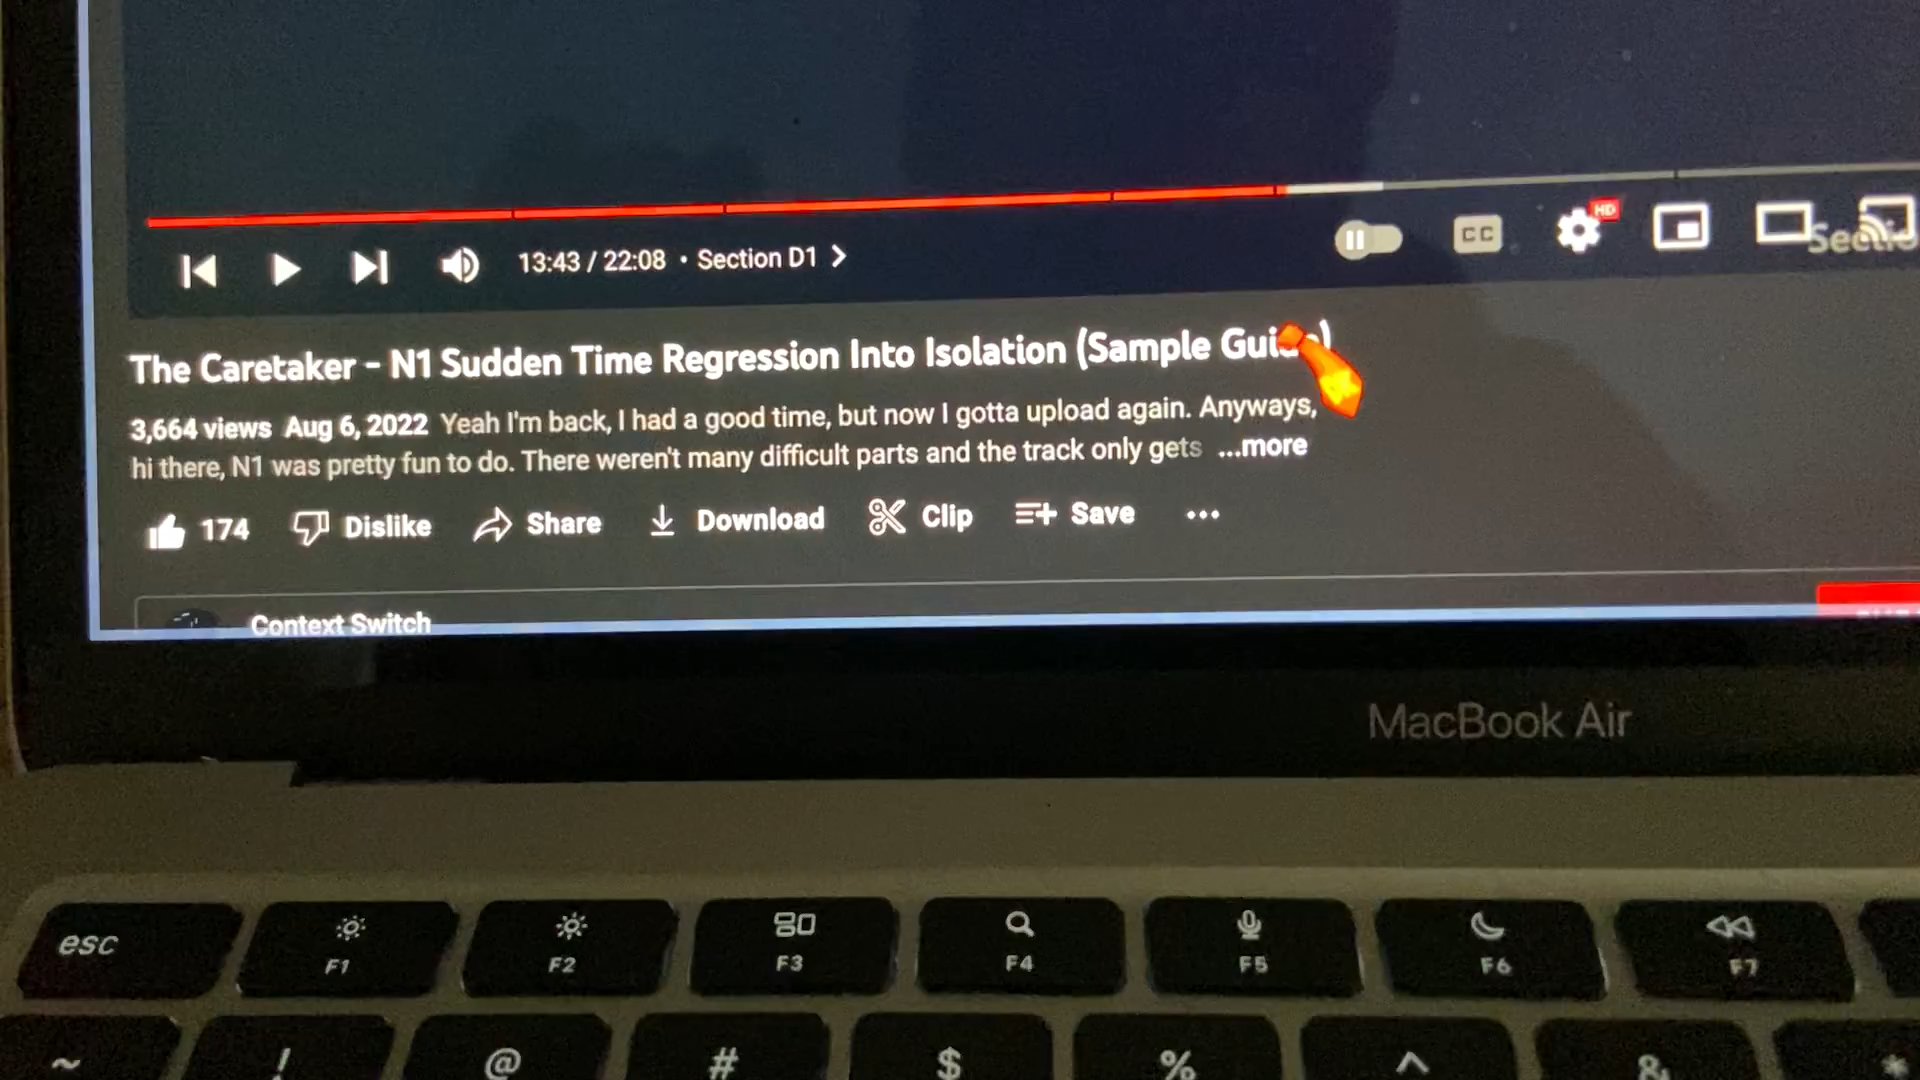 HD
CC
13:43 / 22:08 • Section D1
The Caretaker - N1 Sudden Time Regression Into Isolation (Sample
3,664 views Aug 6, 2022 Yeah I'm back, I had a good time, but now I gotta upload again. Anyways,
hi there, N1 was pretty fun to do. There weren't many difficult parts and the track only gets ...more
174 Dislike Share Download Clip Save ...
Context Switch
MacBook Air
esc F1 F2 F3 F4 F5 F6 F7
~ ! @ # $ % ^ & *